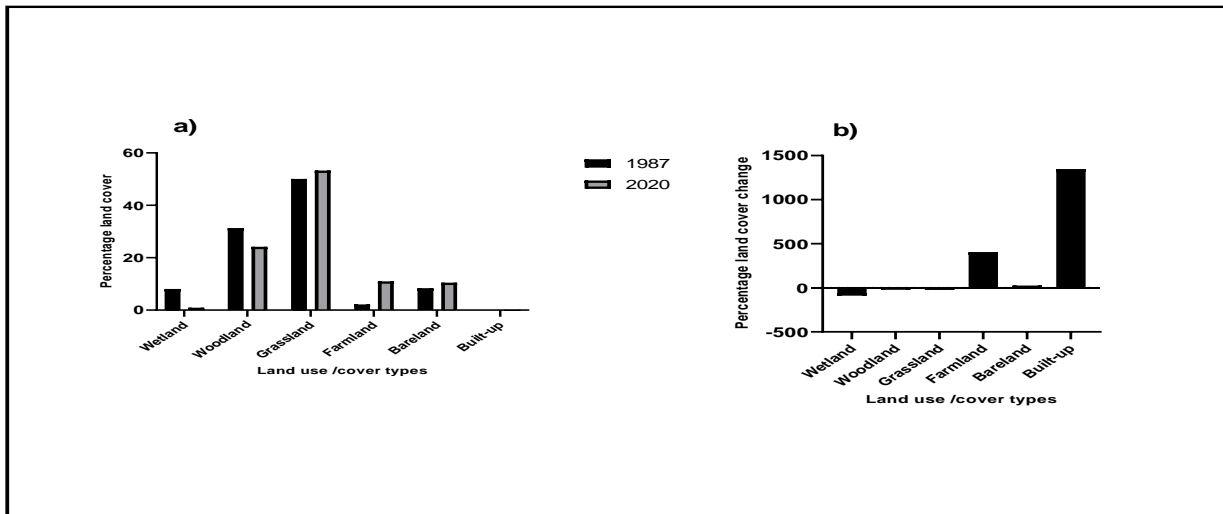 a)
Percentage land cover
60
40
20
0
Wetland
Woodland
Grassland
Farmland
Bareland
Built-up
Land use /cover types
1987
2020
b)
Percentage land cover change
1500
1000
500
0
-500
Wetland
Woodland
Grassland
Farmland
Bareland
Built-up
Land use /cover types